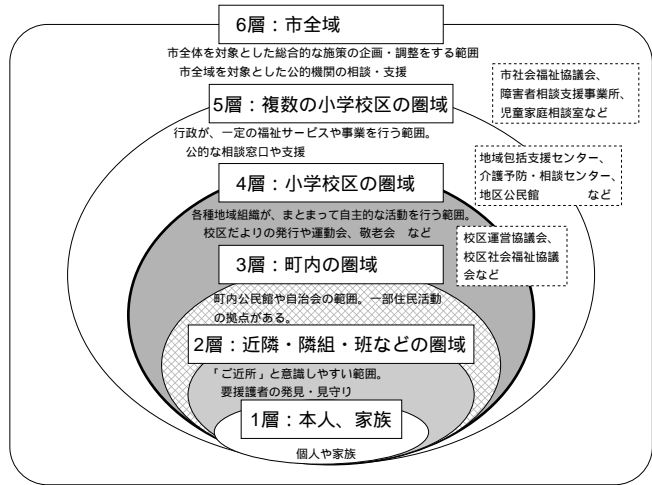 6層：市全域
市全体を対象とした総合的な施策の企画・調整をする範囲
市全域を対象とした公的機関の相談・支援
市社会福祉協議会、
障害者相談支援事業所、
児童家庭相談室など
5層：複数の小学校区の圏域
行政が、一定の福祉サービスや事業を行う範囲。
公的な相談窓口や支援
地域包括支援センター、
介護予防・相談センター、
地区公民館　　　など
4層：小学校区の圏域
各種地域組織が、まとまって自主的な活動を行う範囲。
校区だよりの発行や運動会、敬老会　など
校区運営協議会、
校区社会福祉協議
会など
3層：町内の圏域
町内公民館や自治会の範囲。一部住民活動
の拠点がある。
2層：近隣・隣組・班などの圏域
「ご近所」と意識しやすい範囲。
要援護者の発見・見守り
1層：本人、家族
個人や家族